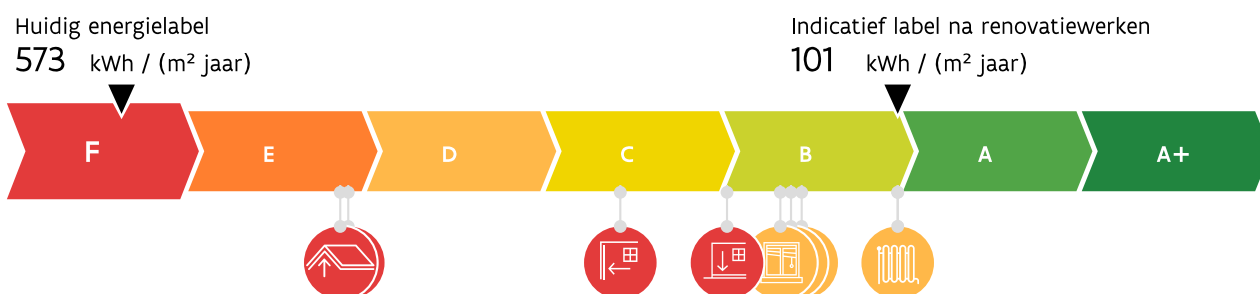 Huidig energielabel
573 kWh / (m² jaar)
Indicatief label na renovatiewerken
101 kWh / (m² jaar)
F E D C B A A+